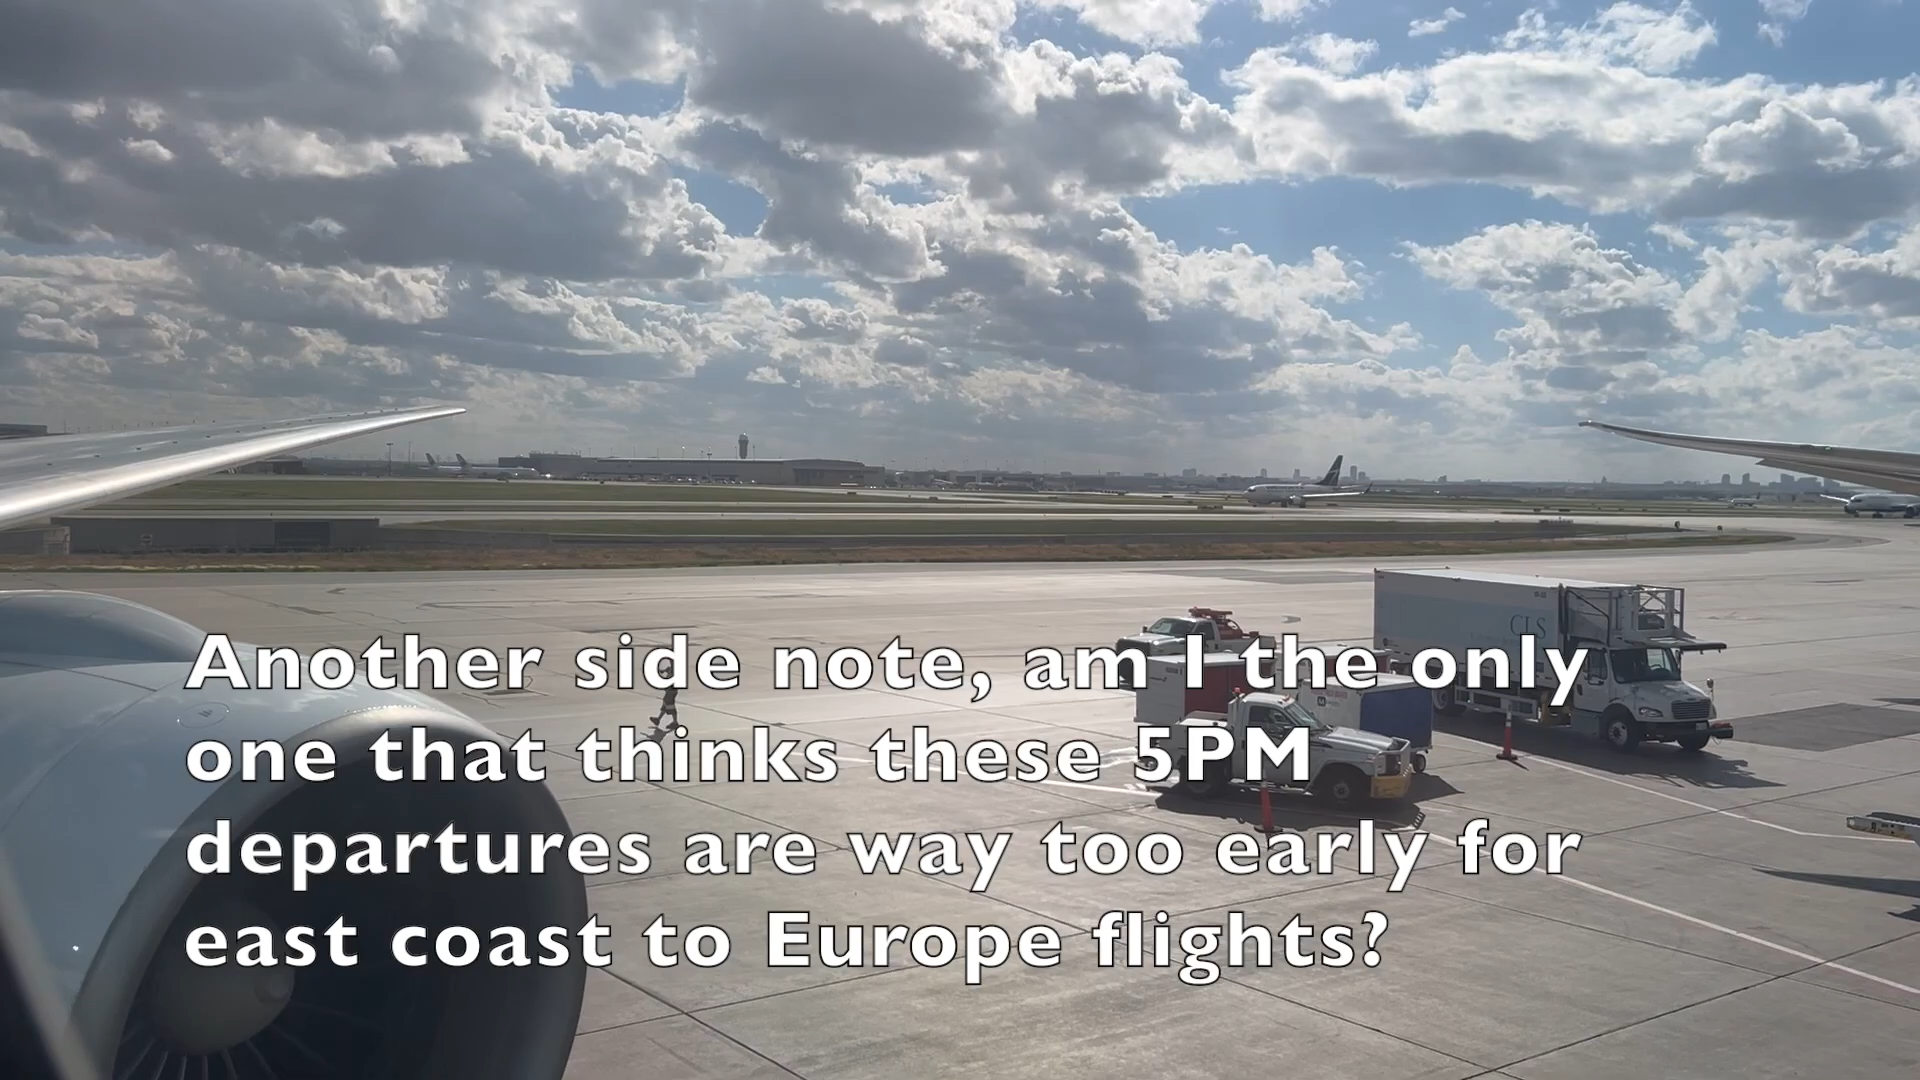 CLS
Another side note, am I the only
one that thinks these 5PM
departures are way too early for
east coast to Europe flights?